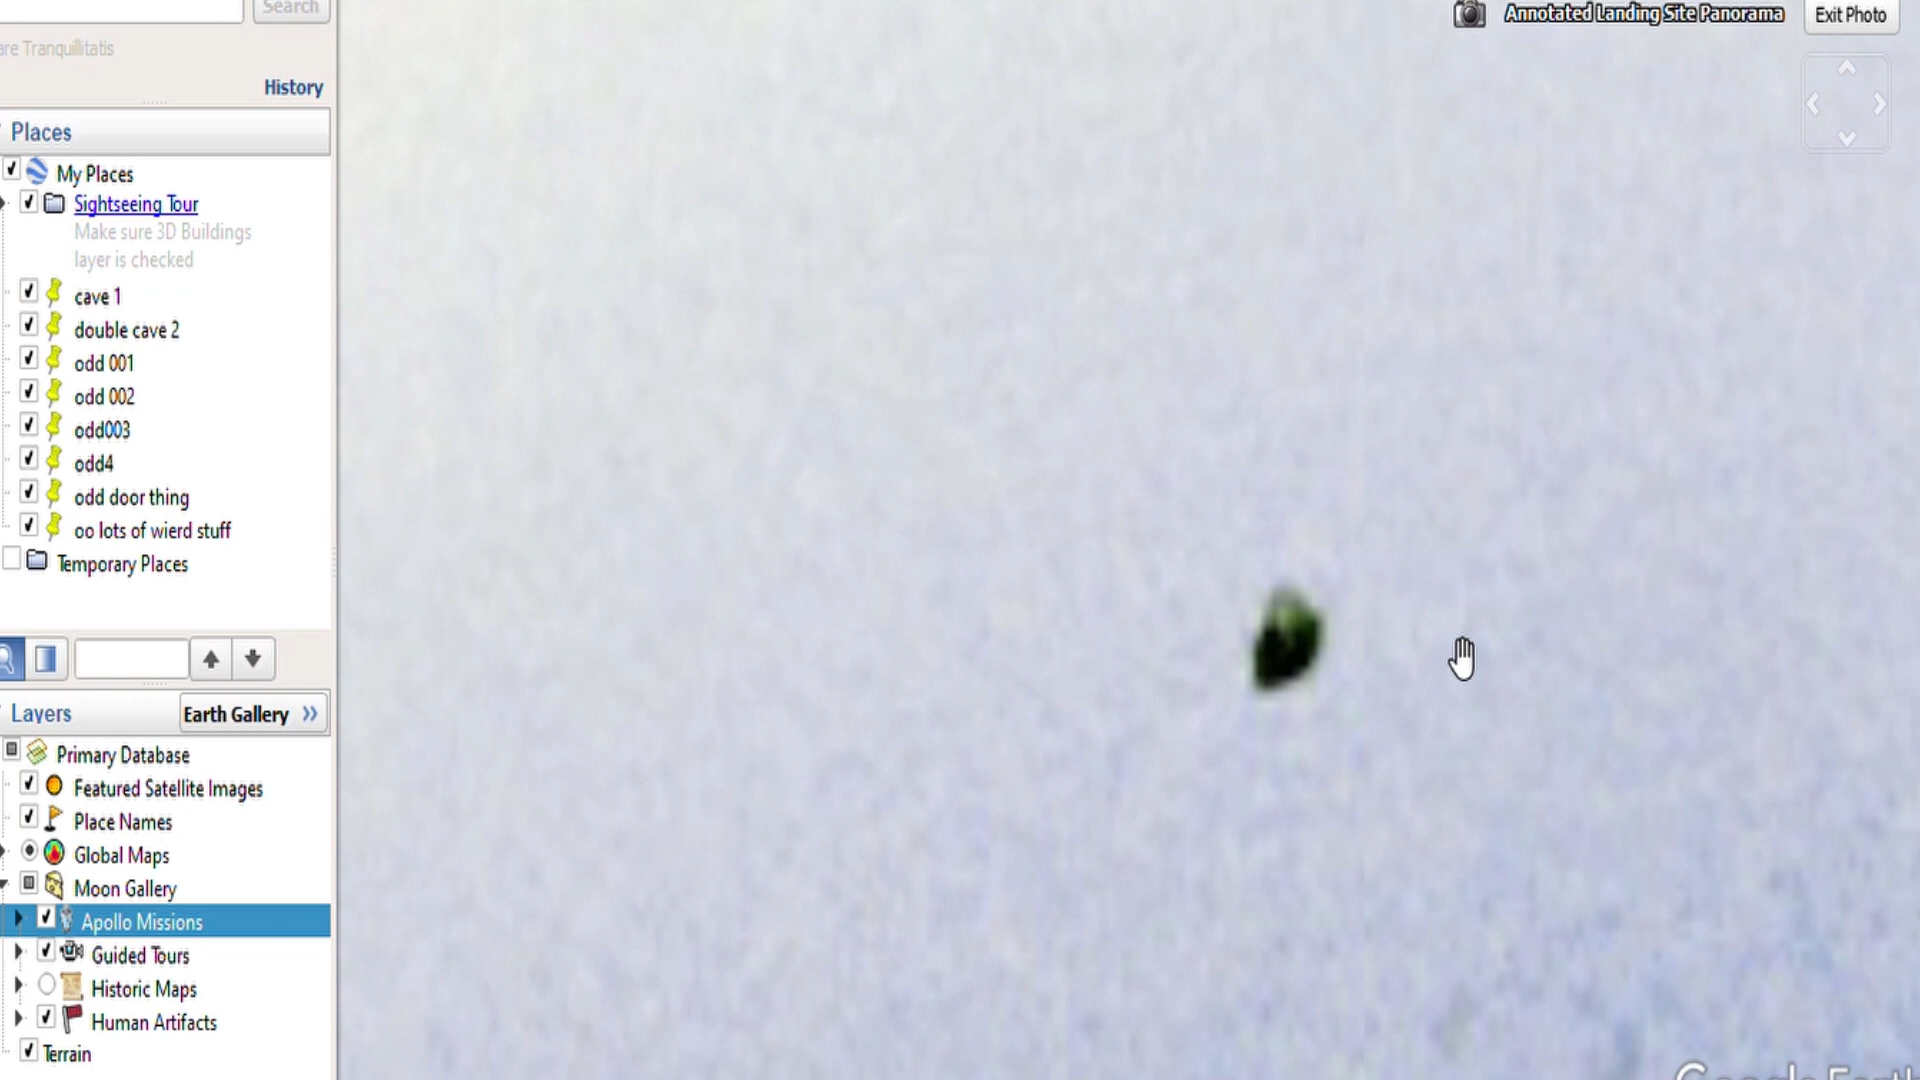 Search
Annotated Landing Site Panorama
Exit Photo
Tranquillitatis
History
Places
My Places
Sightseeing Tour
Make sure 3D Buildings
layer is checked
cave 1
double cave 2
odd 001
odd 002
odd003
odd4
odd door thing
oo lots of wierd stuff
Temporary Places
Layers
Earth Gallery »
Primary Database
Featured Satellite Images
Place Names
Global Maps
Moon Gallery
Apollo Missions
Guided Tours
Historic Maps
Human Artifacts
Terrain
Google Earth